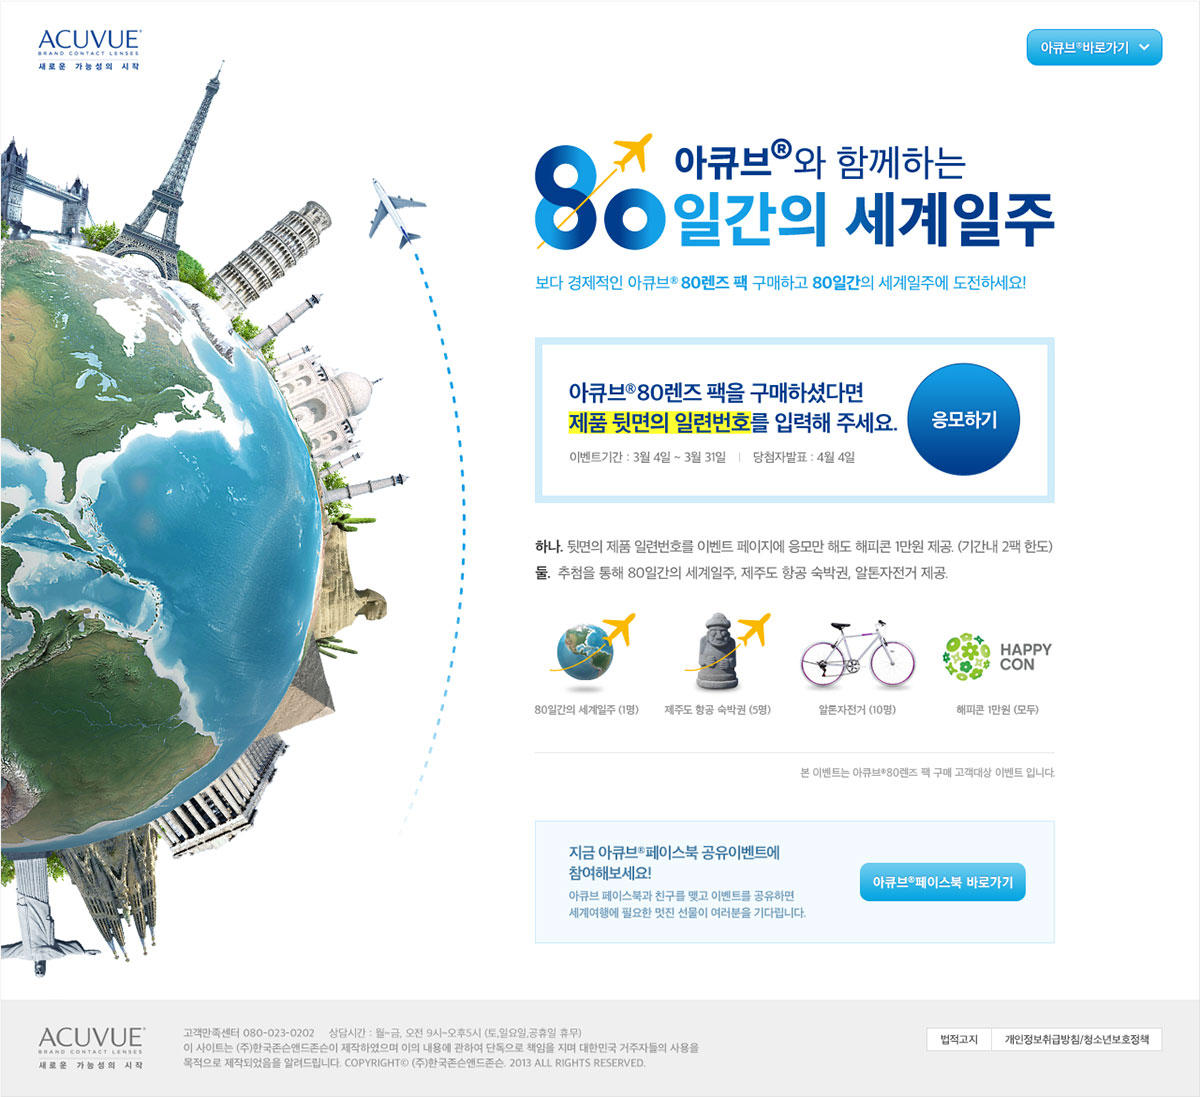 ACUVUE®
BRAND CONTACT LENSES
새로운 가능성의 시작
아큐브®바로가기
아큐브®와 함께하는
80일간의 세계일주
보다 경제적인 아큐브® 80렌즈 팩 구매하고 80일간의 세계일주에 도전하세요!
아큐브®80렌즈 팩을 구매하셨다면
제품 뒷면의 일련번호를 입력해 주세요.
이벤트기간 : 3월 4일 ~ 3월 31일 | 당첨자발표 : 4월 4일
응모하기
하나. 뒷면의 제품 일련번호를 이벤트 페이지에 응모만 해도 해피콘 1만원 제공. (기간내 2팩 한도)
둘. 추첨을 통해 80일간의 세계일주, 제주도 항공 숙박권, 알톤자전거 제공.
HAPPY
CON
80일간의 세계일주 (1명)
제주도 항공 숙박권 (5명)
알톤자전거 (10명)
해피콘 1만원 (모두)
본 이벤트는 아큐브®80렌즈 팩 구매 고객대상 이벤트 입니다.
지금 아큐브®페이스북 공유이벤트에
참여해보세요!
아큐브 페이스북과 친구를 맺고 이벤트를 공유하면
세계여행에 필요한 멋진 선물이 여러분을 기다립니다.
아큐브®페이스북 바로가기
ACUVUE®
BRAND CONTACT LENSES
새로운 가능성의 시작
고객만족센터 080-023-0202 상담시간 : 월~금, 오전 9시~오후5시 (토,일요일,공휴일 휴무)
이 사이트는 (주)한국존슨앤드존슨이 제작하였으며 이의 내용에 관하여 단독으로 책임을 지며 대한민국 거주자들의 사용을
목적으로 제작되었음을 알려드립니다. COPYRIGHT© (주)한국존슨앤드존슨. 2013 ALL RIGHTS RESERVED.
법적고지
개인정보취급방침/청소년보호정책